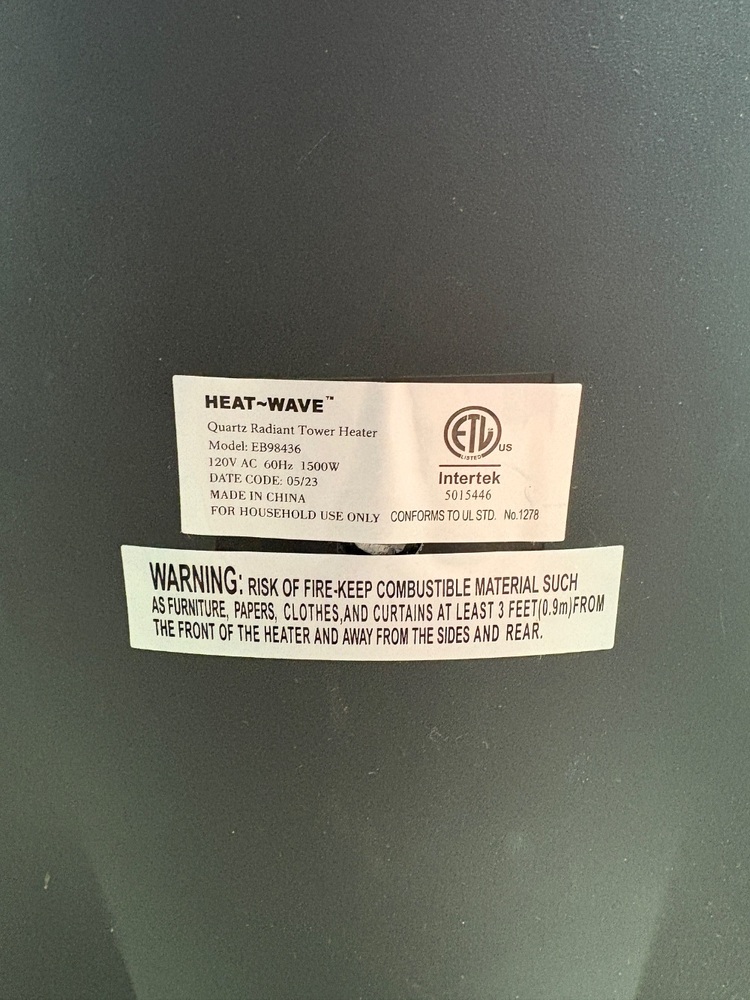 HEAT~WAVE™
Quartz Radiant Tower Heater
Model: EB98436
120V AC 60Hz 1500W
DATE CODE: 05/23
MADE IN CHINA
FOR HOUSEHOLD USE ONLY
ETL
LISTED
US
Intertek
5015446
CONFORMS TO UL STD. No.1278
WARNING: RISK OF FIRE-KEEP COMBUSTIBLE MATERIAL SUCH
AS FURNITURE, PAPERS, CLOTHES,AND CURTAINS AT LEAST 3 FEET(0.9m)FROM
THE FRONT OF THE HEATER AND AWAY FROM THE SIDES AND REAR.